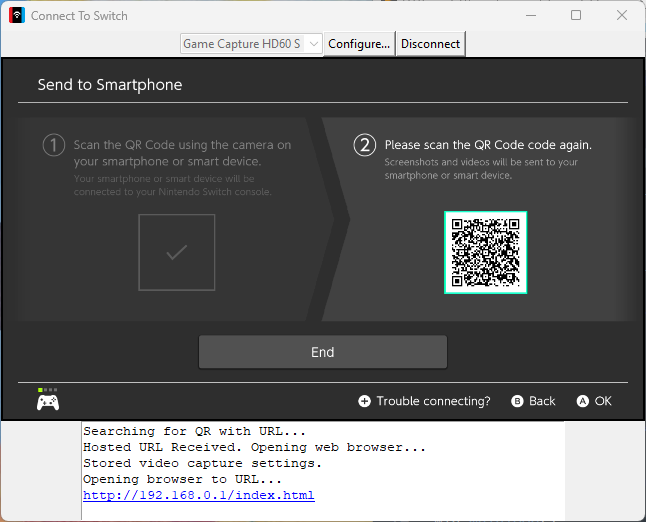 Connect To Switch
Game Capture HD60 S
Configure...
Disconnect
Send to Smartphone
1
Scan the QR Code using the camera on
your smartphone or smart device.
Your smartphone or smart device will be
connected to your Nintendo Switch console.
2
Please scan the QR Code code again.
Screenshots and videos will be sent to your
smartphone or smart device.
End
Trouble connecting?
B Back
A OK
Searching for QR with URL...
Hosted URL Received. Opening web browser...
Stored video capture settings.
Opening browser to URL...
http://192.168.0.1/index.html